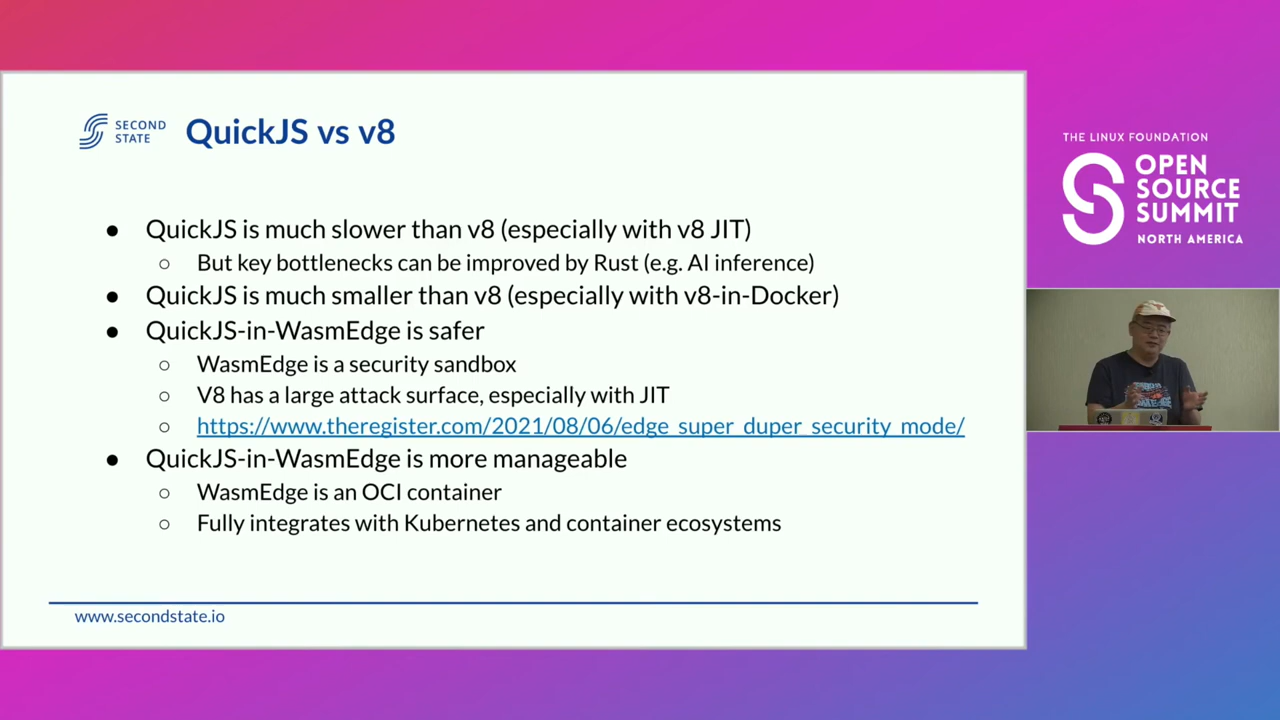 SECOND
STATE
QuickJS vs v8
● QuickJS is much slower than v8 (especially with v8 JIT)
○ But key bottlenecks can be improved by Rust (e.g. AI inference)
● QuickJS is much smaller than v8 (especially with v8-in-Docker)
● QuickJS-in-WasmEdge is safer
○ WasmEdge is a security sandbox
○ V8 has a large attack surface, especially with JIT
○ https://www.theregister.com/2021/08/06/edge_super_duper_security_mode/
● QuickJS-in-WasmEdge is more manageable
○ WasmEdge is an OCI container
○ Fully integrates with Kubernetes and container ecosystems
www.secondstate.io
THE LINUX FOUNDATION
OPEN
SOURCE
SUMMIT
NORTH AMERICA